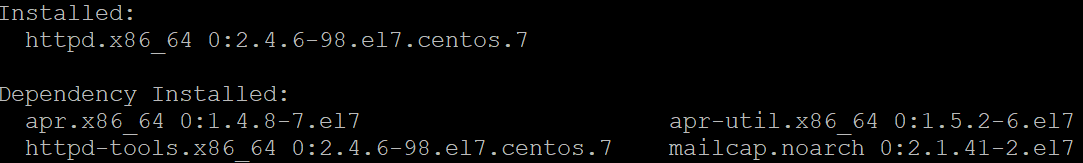 Installed:
httpd.x86_64 0:2.4.6-98.el7.centos.7
Dependency Installed:
apr.x86_64 0:1.4.8-7.el7 apr-util.x86_64 0:1.5.2-6.el7
httpd-tools.x86_64 0:2.4.6-98.el7.centos.7 mailcap.noarch 0:2.1.41-2.el7